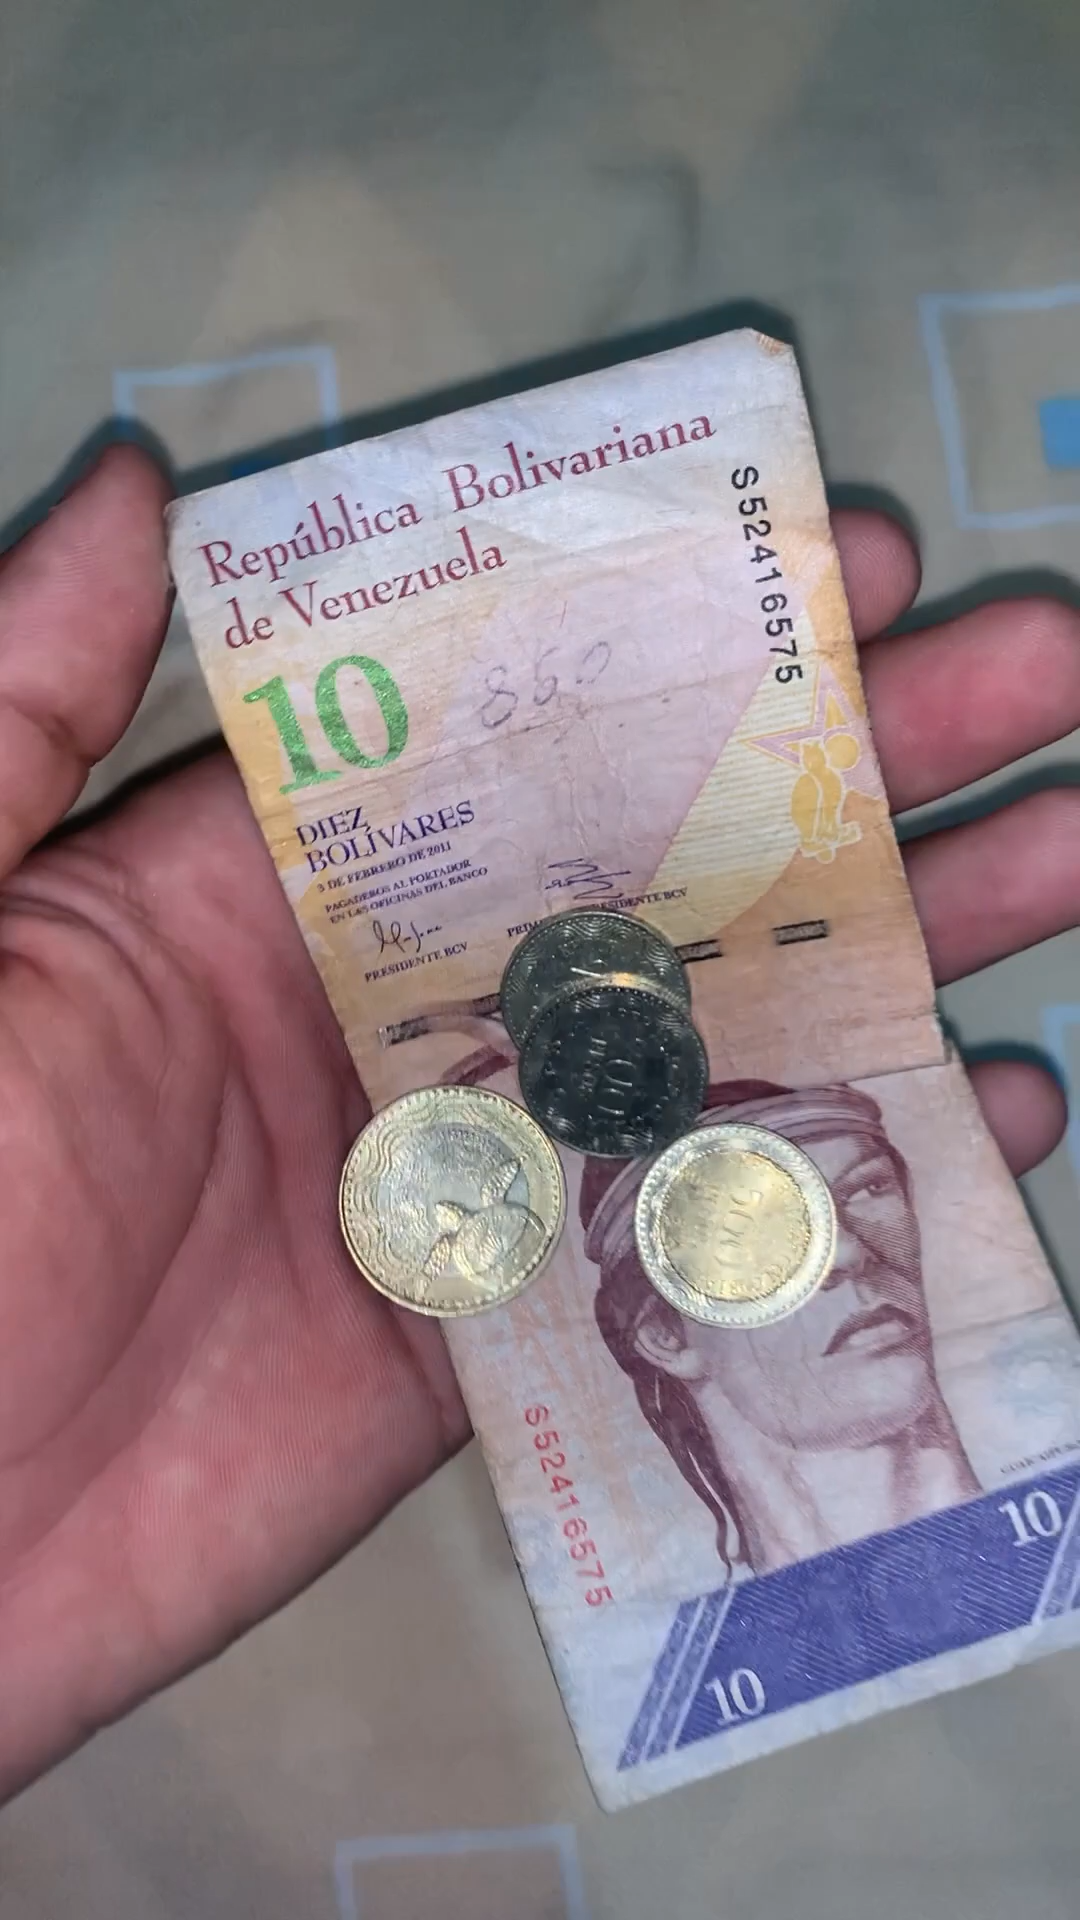 República Bolivariana
de Venezuela
S52416575
10
860
DIEZ
BOLÍVARES
3 DE FEBRERO DE 2011
PAGADEROS AL PORTADOR
EN LAS OFICINAS DEL BANCO
PRESIDENTE BCV
500
S52416575
10
10